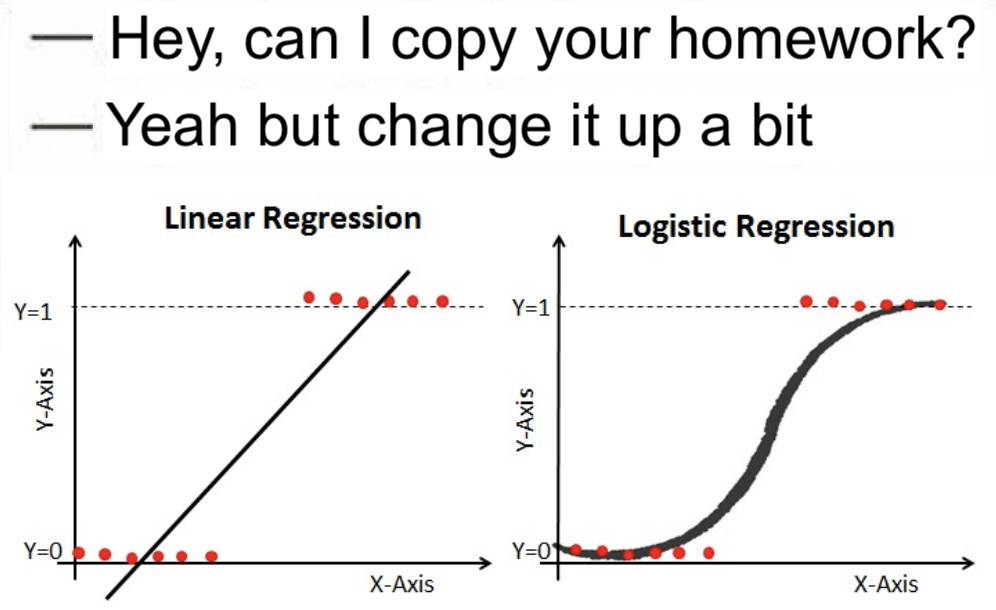 — Hey, can I copy your homework?
— Yeah but change it up a bit
Linear Regression
Y=1
Y-Axis
Y=0
X-Axis
Logistic Regression
Y=1
Y-Axis
Y=0
X-Axis